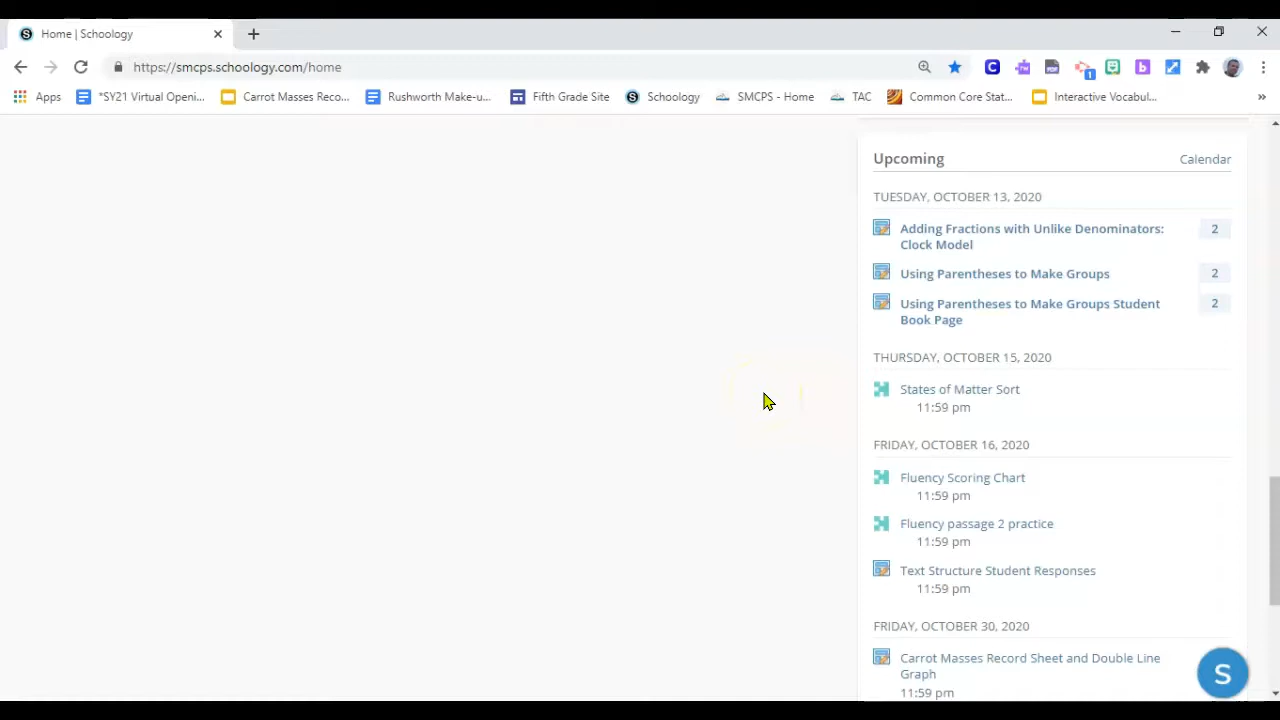 Home | Schoology
https://smcps.schoology.com/home
Apps
*SY21 Virtual Openi...
Carrot Masses Reco...
Rushworth Make-u...
Fifth Grade Site
Schoology
SMCPS - Home
TAC
Common Core Stat...
Interactive Vocabul...
Upcoming
Calendar
TUESDAY, OCTOBER 13, 2020
Adding Fractions with Unlike Denominators:
Clock Model
2
Using Parentheses to Make Groups
2
Using Parentheses to Make Groups Student
Book Page
2
THURSDAY, OCTOBER 15, 2020
States of Matter Sort
11:59 pm
FRIDAY, OCTOBER 16, 2020
Fluency Scoring Chart
11:59 pm
Fluency passage 2 practice
11:59 pm
Text Structure Student Responses
11:59 pm
FRIDAY, OCTOBER 30, 2020
Carrot Masses Record Sheet and Double Line
Graph
11:59 pm
S